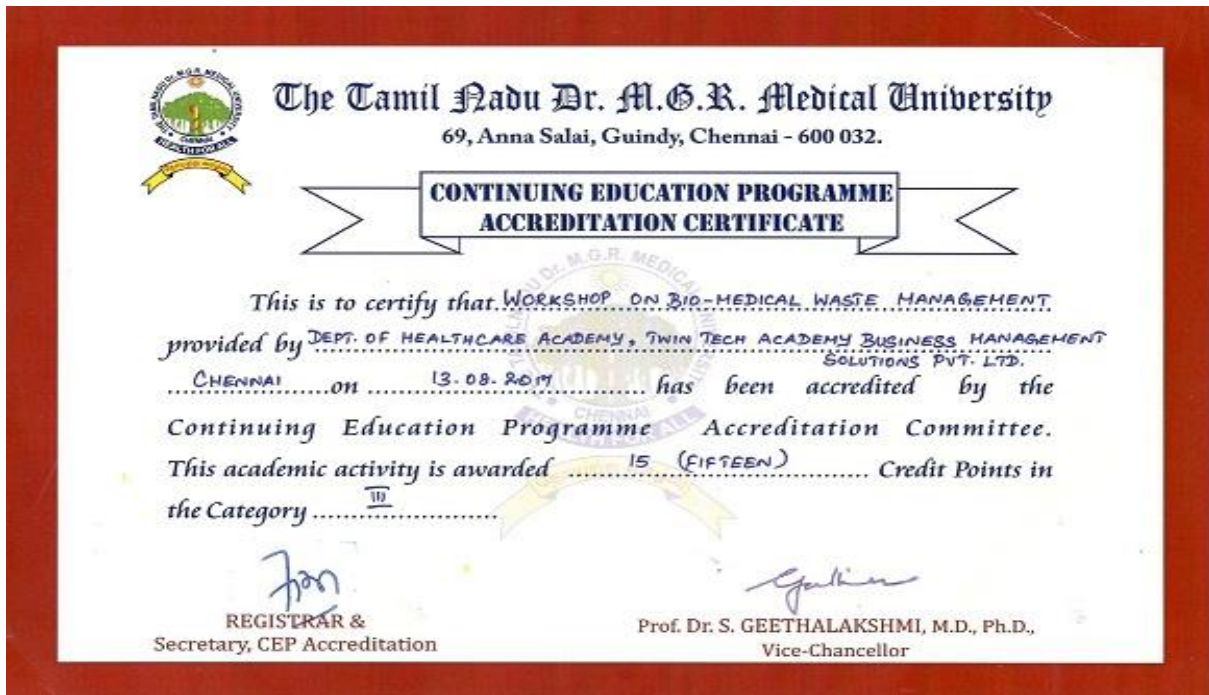 The Tamil Nadu Dr. M.G.R. Medical University
69, Anna Salai, Guindy, Chennai - 600 032.
CONTINUING EDUCATION PROGRAMME
ACCREDITATION CERTIFICATE
This is to certify that WORKSHOP ON BIO-MEDICAL WASTE MANAGEMENT
provided by DEPT. OF HEALTHCARE ACADEMY, TWIN TECH ACADEMY BUSINESS MANAGEMENT
SOLUTIONS PVT. LTD.
CHENNAI on 13.08.2017 has been accredited by the
Continuing Education Programme Accreditation Committee.
This academic activity is awarded 15 (FIFTEEN) Credit Points in
the Category III
REGISTRAR &
Secretary, CEP Accreditation
Prof. Dr. S. GEETHALAKSHMI, M.D., Ph.D.,
Vice-Chancellor